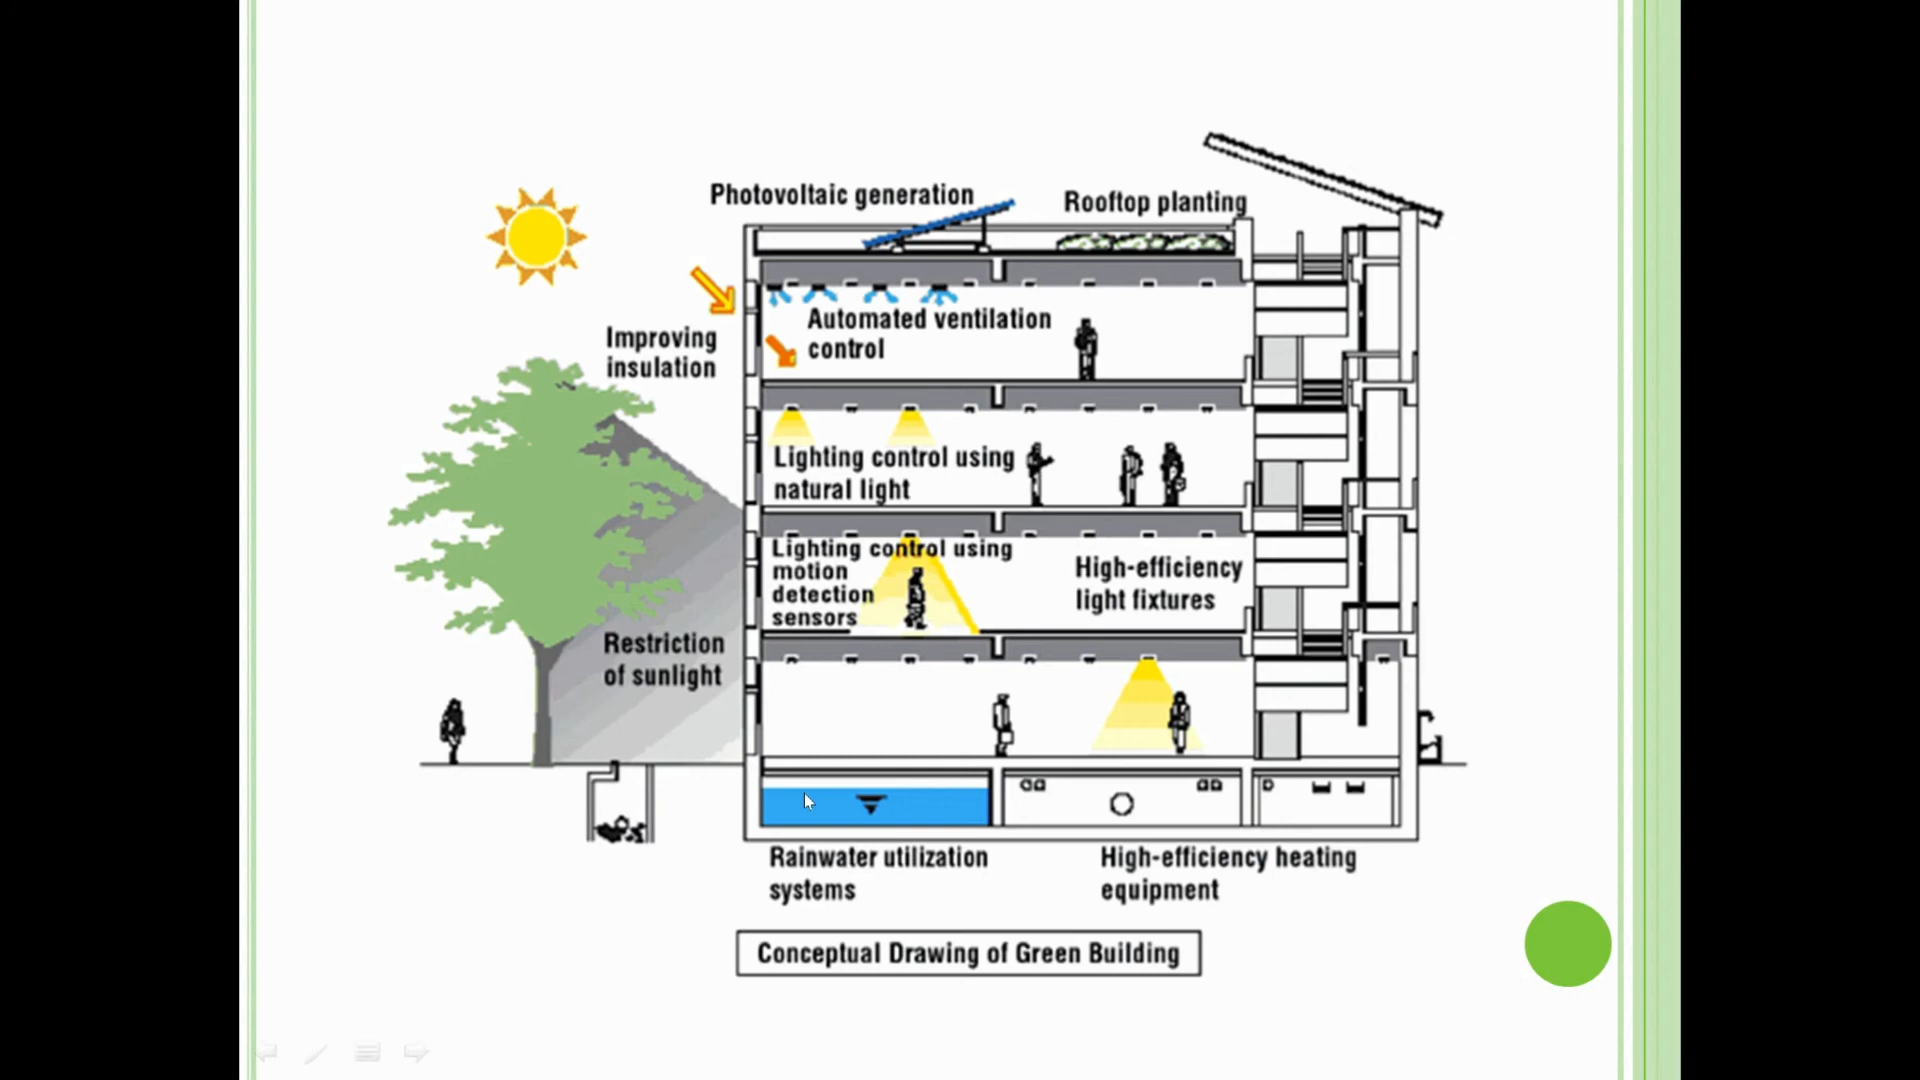 Photovoltaic generation
Rooftop planting
Improving
insulation
Automated ventilation
control
Lighting control using
natural light
Lighting control using
motion
detection
sensors
High-efficiency
light fixtures
Restriction
of sunlight
Rainwater utilization
systems
High-efficiency heating
equipment
Conceptual Drawing of Green Building